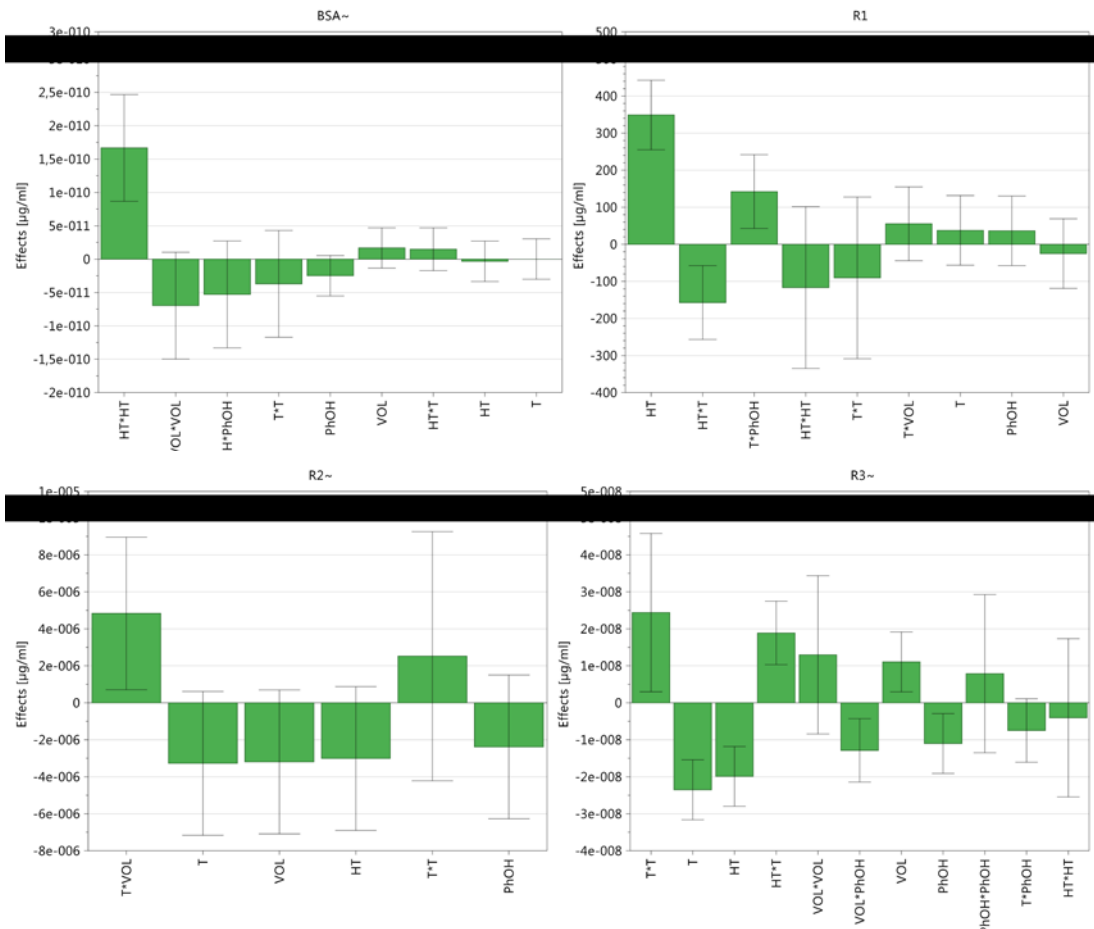 BSA~
3e-010
2,5e-010
2e-010
1,5e-010
1e-010
5e-011
0
-5e-011
-1e-010
-1,5e-010
-2e-010
Effects [µg/ml]
HT*HT
VOL*VOL
H*PhOH
T*T
PhOH
VOL
HT*T
HT
T
R1
500
400
300
200
100
0
-100
-200
-300
-400
Effects [µg/ml]
HT
HT*T
T*PhOH
HT*HT
T*T
T*VOL
T
PhOH
VOL
R2~
1e-005
8e-006
6e-006
4e-006
2e-006
0
-2e-006
-4e-006
-6e-006
-8e-006
Effects [µg/ml]
T*VOL
T
VOL
HT
T*T
PhOH
R3~
5e-008
4e-008
3e-008
2e-008
1e-008
0
-1e-008
-2e-008
-3e-008
-4e-008
Effects [µg/ml]
T*T
T
HT
HT*T
VOL*VOL
VOL*PhOH
VOL
PhOH
PhOH*PhOH
T*PhOH
HT*HT